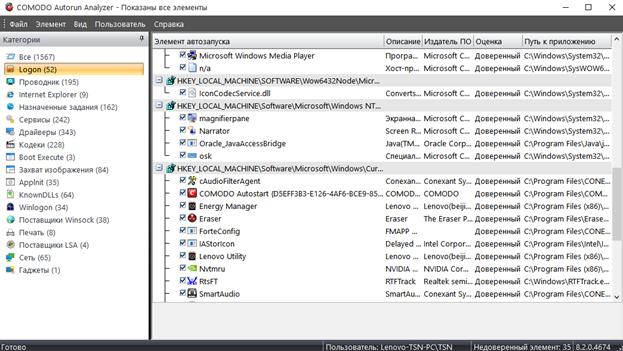 COMODO Autorun Analyzer - Показаны все элементы
Файл Элемент Вид Пользователь Справка
Категории
Все (1567)
Logon (52)
Проводник (195)
Internet Explorer (9)
Назначенные задания (162)
Сервисы (242)
Драйверы (343)
Кодеки (228)
Boot Execute (3)
Захват изображения (84)
AppInit (35)
KnownDLLs (64)
Winlogon (34)
Поставщики Winsock (38)
Печать (8)
Поставщики LSA (4)
Сеть (65)
Гаджеты (1)
Элемент автозапуска Описание Издатель ПО Оценка Путь к приложению
Microsoft Windows Media Player Програ... Microsoft C... Доверенный C:\Windows\System32\...
n/a Хост-пр... Microsoft C... Доверенный C:\Windows\SysWOW6...
HKEY_LOCAL_MACHINE\SOFTWARE\Wow6432Node\Micr...
IconCodecService.dll Converts... Microsoft C... Доверенный C:\Windows\System32\...
HKEY_LOCAL_MACHINE\Software\Microsoft\Windows NT...
magnifierpane Экранна... Microsoft C... Доверенный C:\Windows\System32\...
Narrator Screen R... Microsoft C... Доверенный C:\Windows\System32\...
Oracle_JavaAccessBridge Java(TM)... Oracle Corp... Доверенный C:\Program Files\Java\j...
osk Специал... Microsoft C... Доверенный C:\Windows\System32\...
HKEY_LOCAL_MACHINE\Software\Microsoft\Windows\Cur...
cAudioFilterAgent Conexant... Conexant Sy... Доверенный C:\Program Files\CONE...
COMODO Autostart {D5EFF3B3-E126-4AF6-BCE9-85... COMOD... COMODO Доверенный C:\Program Files\COM...
Energy Manager Lenovo ... Lenovo(beiji... Доверенный C:\Program Files (x86)\...
Eraser Eraser The Eraser P... Доверенный C:\Program Files\Erase...
ForteConfig FMAPP ... Доверенный C:\Program Files\CONE...
IAStorIcon Delayed ... Intel Corpor... Доверенный C:\Program Files\Intel\I...
Lenovo Utility Lenovo ... Lenovo(beiji... Доверенный C:\Program Files\Lenov...
Nvtmru NVIDIA ... NVIDIA Corp... Доверенный C:\Program Files (x86)\...
RtsFT RTFTrack Realtek semi... Доверенный C:\Windows\RTFTrack.e...
SmartAudio SmartAu... Conexant Sy... Доверенный C:\Program Files\CONE...
Готово Пользователь: Lenovo-TSN-PC\TSN Недоверенный элемент: 35 8.2.0.4674